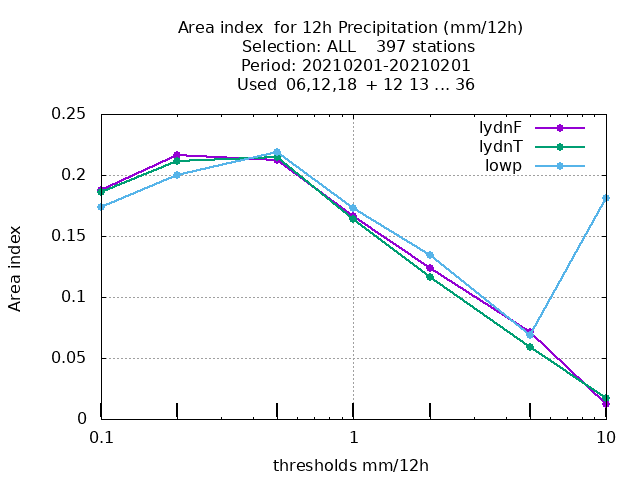 Area index  for 12h Precipitation (mm/12h)
Selection: ALL    397 stations
Period: 20210201-20210201
Used  06,12,18  + 12 13 ... 36
lydnF
lydnT
lowp
0.25
0.2
0.15
0.1
0.05
0
Area index
0.1
1
10
thresholds mm/12h